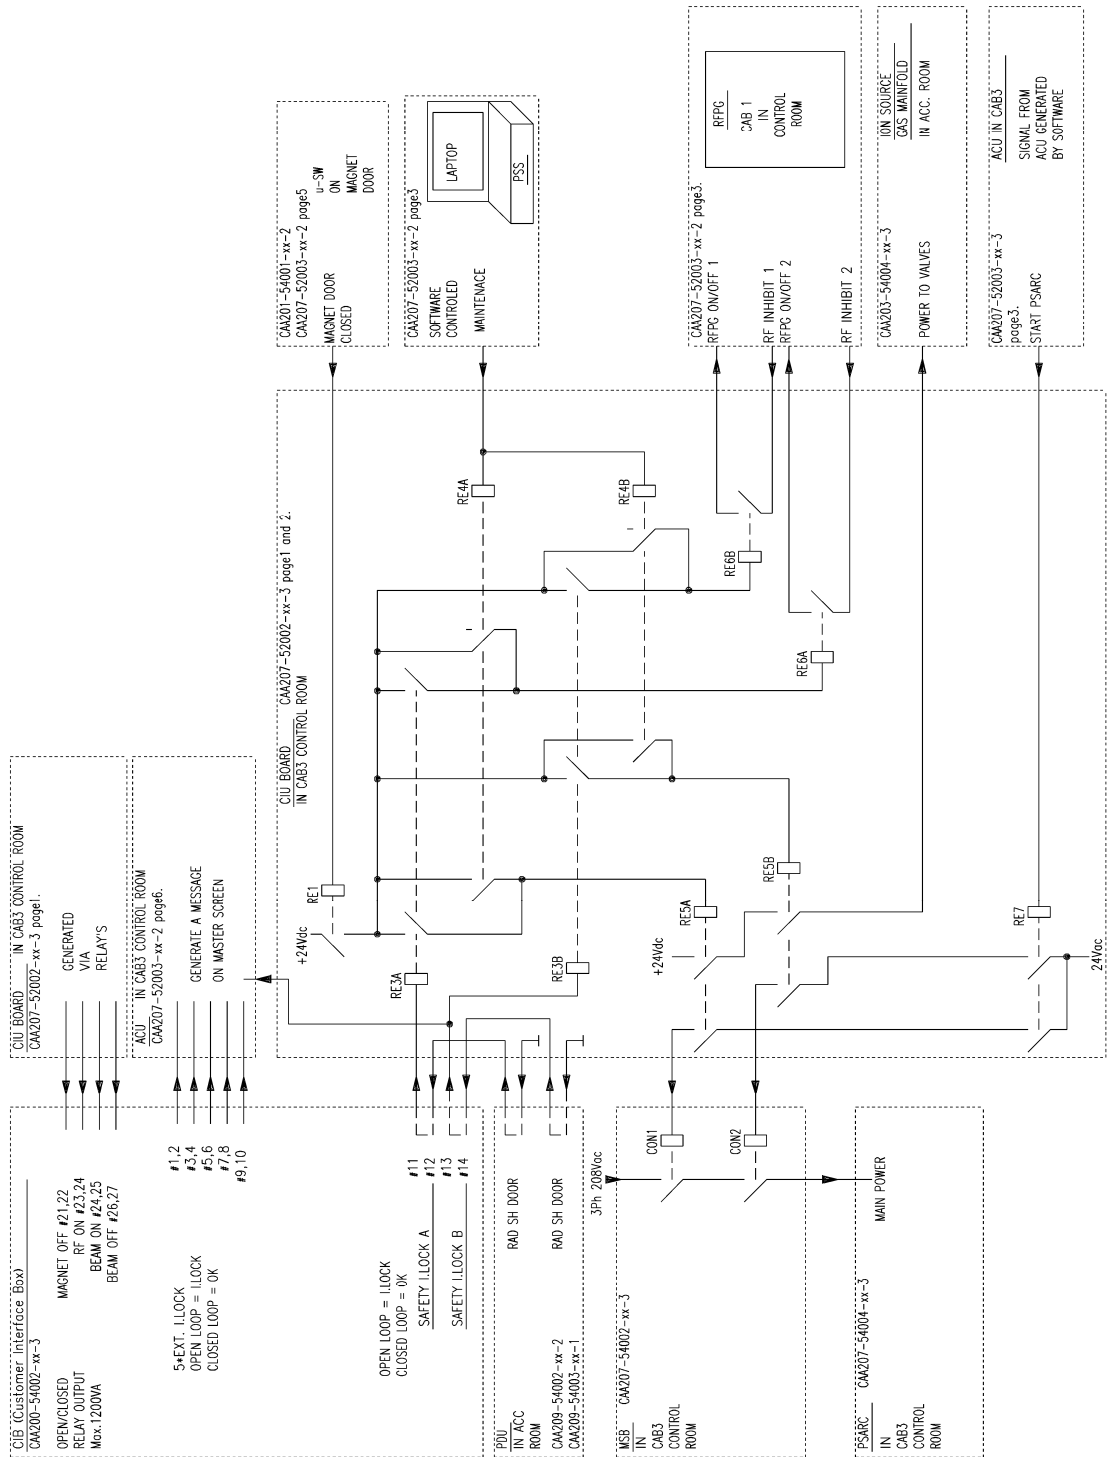 CIB (Customer Interface Box)
CAA200-54002-xx-3
OPEN/CLOSED
RELAY OUTPUT
Max.1200VA
MAGNET OFF #21,22
RF ON #23,24
BEAM ON #24,25
BEAM OFF #26,27
5*EXT. I.LOCK
OPEN LOOP = I.LOCK
CLOSED LOOP = OK
#1,2
#3,4
#5,6
#7,8
#9,10
OPEN LOOP = I.LOCK
CLOSED LOOP = OK
#11
SAFETY I.LOCK A #12
#13
SAFETY I.LOCK B #14
PDU
IN ACC
ROOM
CAA209-54002-xx-2
CAA209-54003-xx-1
RAD SH DOOR
RAD SH DOOR
MSB CAA207-54002-xx-3
IN
CAB3
CONTROL
ROOM
3Ph 208Vac
CON1
CON2
PSARC CAA207-54004-xx-3
IN
CAB3
CONTROL
ROOM
MAIN POWER
CIU BOARD IN CAB3 CONTROL ROOM
CAA207-52002-xx-3 page1.
GENERATED
VIA
RELAY'S
ACU IN CAB3 CONTROL ROOM
CAA207-52003-xx-2 page6.
GENERATE A MESSAGE
ON MASTER SCREEN
CIU BOARD CAA207-52002-xx-3 page1 and 2.
IN CAB3 CONTROL ROOM
+24Vdc
RE1
RE3A
RE3B
RE4A
RE4B
RE6B
RE6A
RE5B
RE5A
+24Vdc
RE7
24Vac
CAA201-54001-xx-2
CAA207-52003-xx-2 page5
MAGNET DOOR
CLOSED
u-SW
ON
MAGNET
DOOR
CAA207-52003-xx-2 page3
SOFTWARE
CONTROLED
MAINTENACE
LAPTOP
PSS
CAA207-52003-xx-2 page3.
RFPG ON/OFF 1
RF INHIBIT 1
RFPG ON/OFF 2
RF INHIBIT 2
RFPG
CAB 1
IN
CONTROL
ROOM
CAA203-54004-xx-3
POWER TO VALVES
ION SOURCE
GAS MAINFOLD
IN ACC. ROOM
CAA207-52003-xx-3
page3.
START PSARC
ACU IN CAB3
SIGNAL FROM
ACU GENERATED
BY SOFTWARE